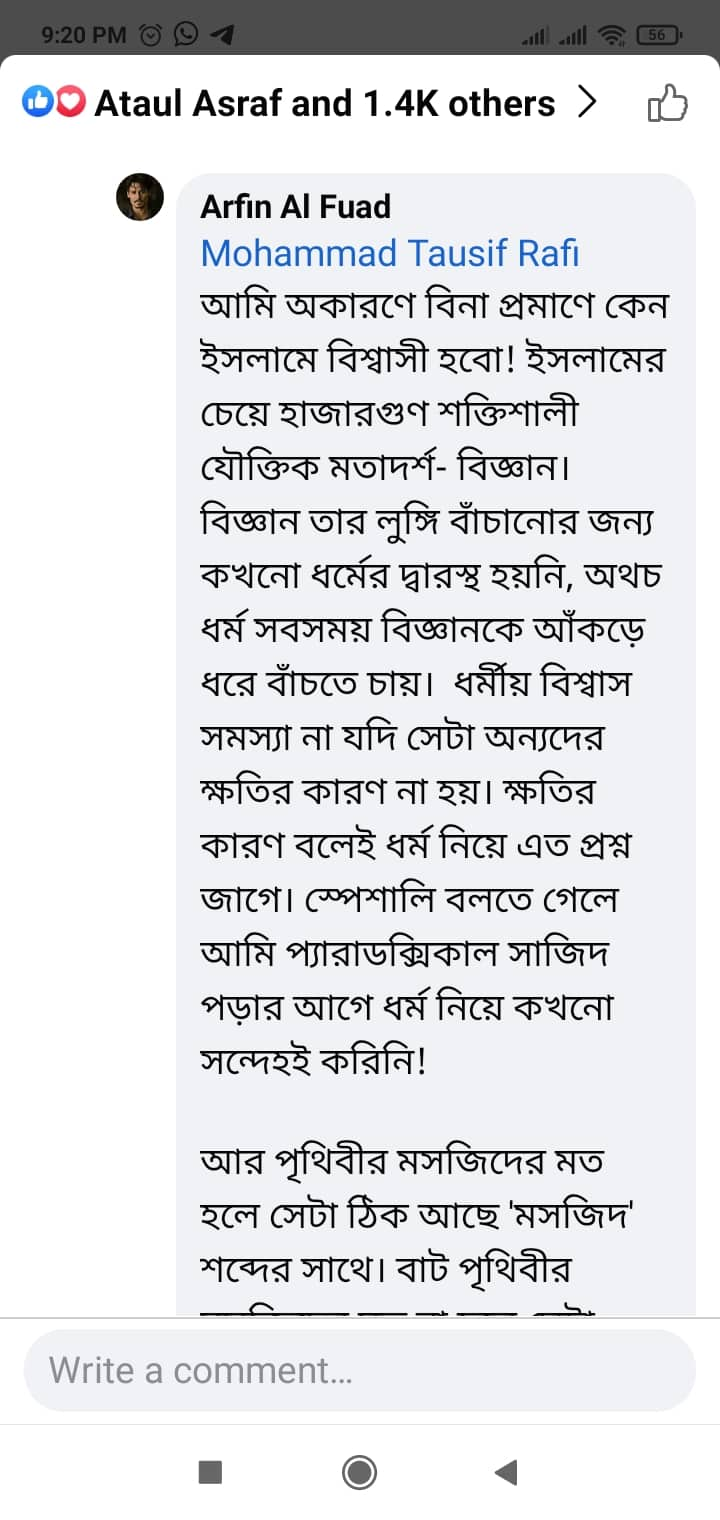 9:20 PM
56
Ataul Asraf and 1.4K others
Arfin Al Fuad
Mohammad Tausif Rafi
আমি অকারণে বিনা প্রমাণে কেন
ইসলামে বিশ্বাসী হবো! ইসলামের
চেয়ে হাজারগুণ শক্তিশালী
যৌক্তিক মতাদর্শ- বিজ্ঞান।
বিজ্ঞান তার লুঙ্গি বাঁচানোর জন্য
কখনো ধর্মের দ্বারস্থ হয়নি, অথচ
ধর্ম সবসময় বিজ্ঞানকে আঁকড়ে
ধরে বাঁচতে চায়। ধর্মীয় বিশ্বাস
সমস্যা না যদি সেটা অন্যদের
ক্ষতির কারণ না হয়। ক্ষতির
কারণ বলেই ধর্ম নিয়ে এত প্রশ্ন
জাগে। স্পেশালি বলতে গেলে
আমি প্যারাডক্সিকাল সাজিদ
পড়ার আগে ধর্ম নিয়ে কখনো
সন্দেহই করিনি!
আর পৃথিবীর মসজিদের মত
হলে সেটা ঠিক আছে 'মসজিদ'
শব্দের সাথে। বাট পৃথিবীর
Write a comment...